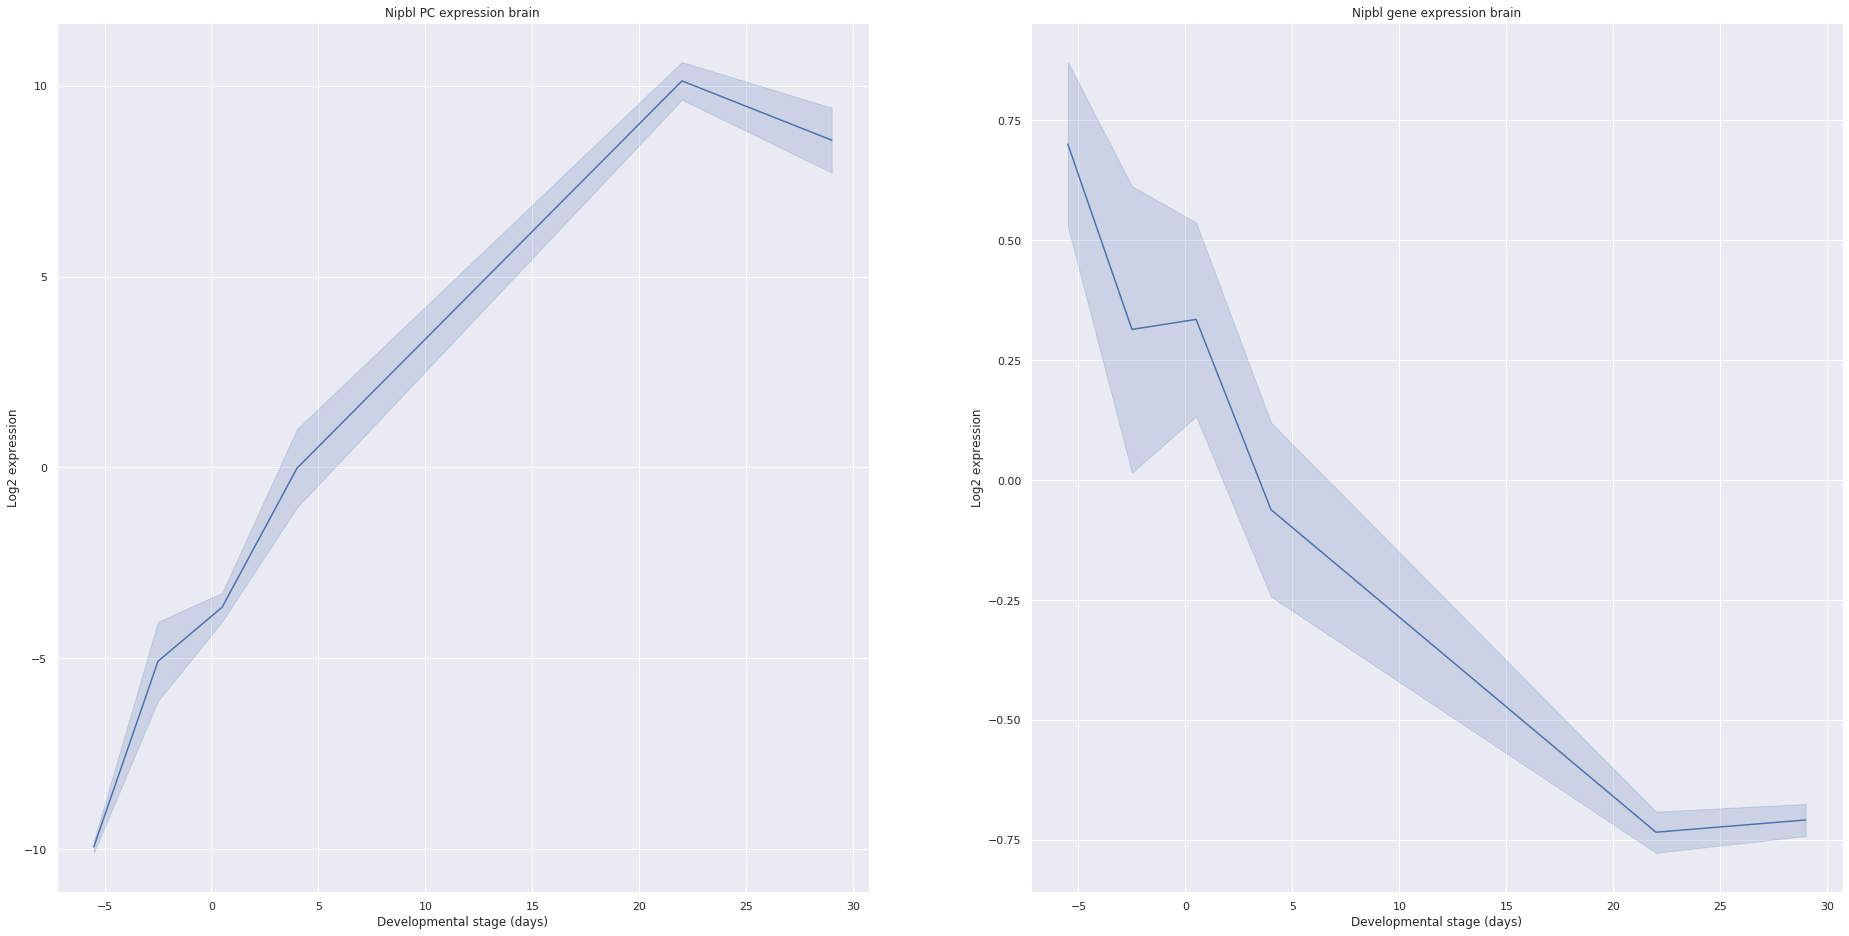 Nipbl PC expression brain
10
5
0
−5
−10
Log2 expression
−5 0 5 10 15 20 25 30
Developmental stage (days)
Nipbl gene expression brain
0.75
0.50
0.25
0.00
−0.25
−0.50
−0.75
Log2 expression
−5 0 5 10 15 20 25 30
Developmental stage (days)